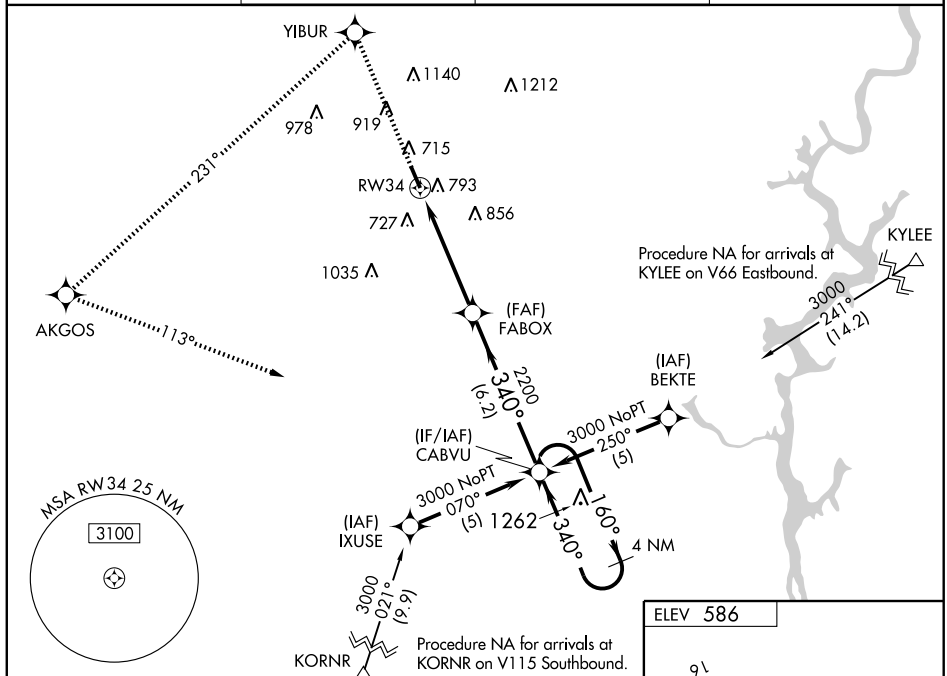 YIBUR
1140
1212
978
919
715
231°
RW34
793
727
856
KYLEE
Procedure NA for arrivals at
KYLEE on V66 Eastbound.
1035
3000
241°
(14.2)
AKGOS
(FAF)
FABOX
113°
(IAF)
BEKTE
2200
340°
(6.2)
(IF/IAF)
CABVU
3000 NoPT
250°
(5)
MSA RW34 25 NM
3100
3000 NoPT
070°
(5)
1262
160°
340°
4 NM
(IAF)
IXUSE
3000
021°
(9.9)
KORNR
Procedure NA for arrivals at
KORNR on V115 Southbound.
ELEV 586
16